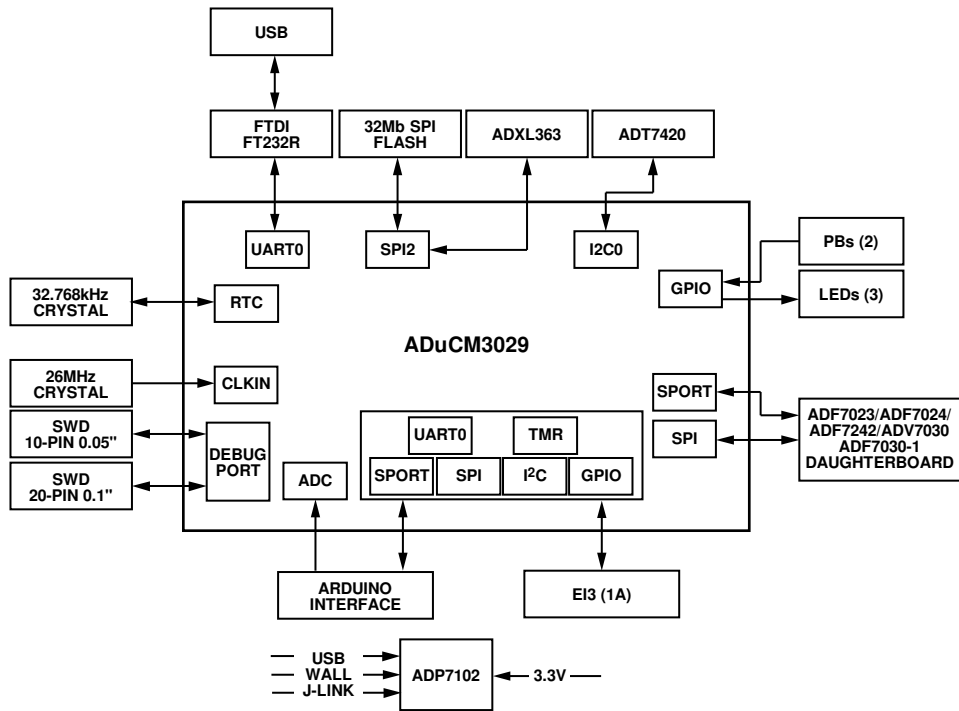 USB
FTDI
FT232R
32Mb SPI
FLASH
ADXL363
ADT7420
UART0
SPI2
I2C0
PBs (2)
GPIO
LEDs (3)
32.768kHz
CRYSTAL
RTC
ADuCM3029
26MHz
CRYSTAL
CLKIN
SPORT
SWD
10-PIN 0.05"
DEBUG
PORT
SWD
20-PIN 0.1"
ADC
UART0
TMR
SPORT
SPI
I²C
GPIO
SPI
ADF7023/ADF7024/
ADF7242/ADV7030
ADF7030-1
DAUGHTERBOARD
ARDUINO
INTERFACE
EI3 (1A)
USB
WALL
J-LINK
ADP7102
3.3V